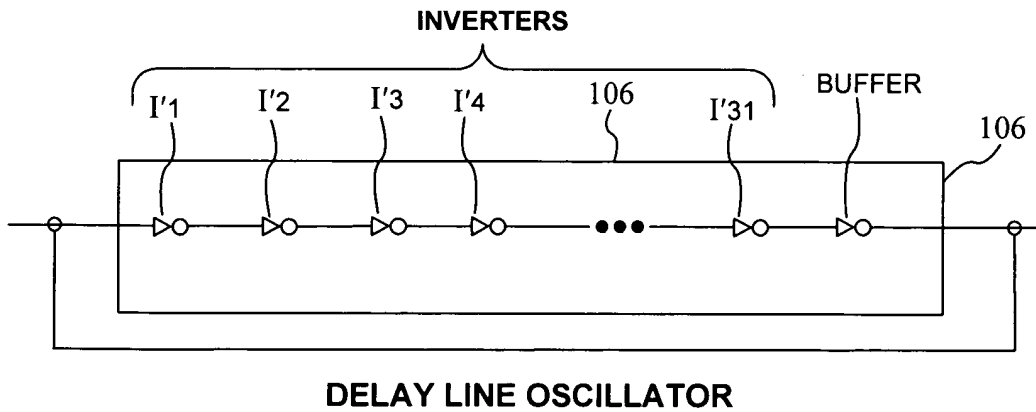 INVERTERS
I'1 I'2 I'3 I'4 106 I'31 BUFFER 106
DELAY LINE OSCILLATOR